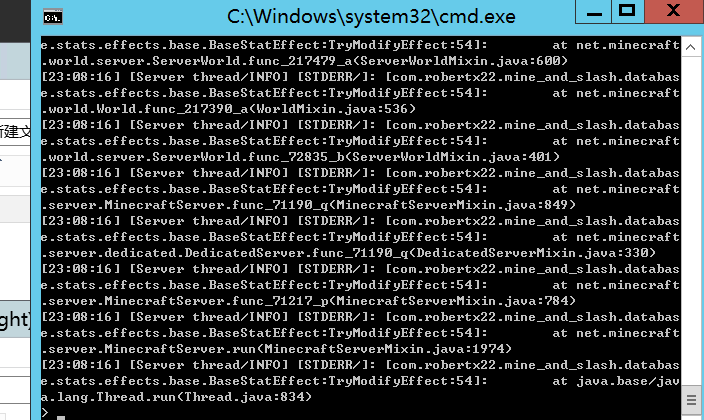 C:\Windows\system32\cmd.exe
e.stats.effects.base.BaseStatEffect:TryModifyEffect:54]: at net.minecraft
.world.server.ServerWorld.func_217479_a(ServerWorldMixin.java:600)
[23:08:16] [Server thread/INFO] [STDERR/]: [com.robertx22.mine_and_slash.databas
e.stats.effects.base.BaseStatEffect:TryModifyEffect:54]: at net.minecraft
.world.World.func_217390_a(WorldMixin.java:536)
[23:08:16] [Server thread/INFO] [STDERR/]: [com.robertx22.mine_and_slash.databas
e.stats.effects.base.BaseStatEffect:TryModifyEffect:54]: at net.minecraft
.world.server.ServerWorld.func_72835_b(ServerWorldMixin.java:401)
[23:08:16] [Server thread/INFO] [STDERR/]: [com.robertx22.mine_and_slash.databas
e.stats.effects.base.BaseStatEffect:TryModifyEffect:54]: at net.minecraft
.server.MinecraftServer.func_71190_q(MinecraftServerMixin.java:849)
[23:08:16] [Server thread/INFO] [STDERR/]: [com.robertx22.mine_and_slash.databas
e.stats.effects.base.BaseStatEffect:TryModifyEffect:54]: at net.minecraft
.server.dedicated.DedicatedServer.func_71190_q(DedicatedServerMixin.java:330)
[23:08:16] [Server thread/INFO] [STDERR/]: [com.robertx22.mine_and_slash.databas
e.stats.effects.base.BaseStatEffect:TryModifyEffect:54]: at net.minecraft
.server.MinecraftServer.func_71217_p(MinecraftServerMixin.java:784)
[23:08:16] [Server thread/INFO] [STDERR/]: [com.robertx22.mine_and_slash.databas
e.stats.effects.base.BaseStatEffect:TryModifyEffect:54]: at net.minecraft
.server.MinecraftServer.run(MinecraftServerMixin.java:1974)
[23:08:16] [Server thread/INFO] [STDERR/]: [com.robertx22.mine_and_slash.databas
e.stats.effects.base.BaseStatEffect:TryModifyEffect:54]: at java.base/jav
a.lang.Thread.run(Thread.java:834)
>
建文
ght)